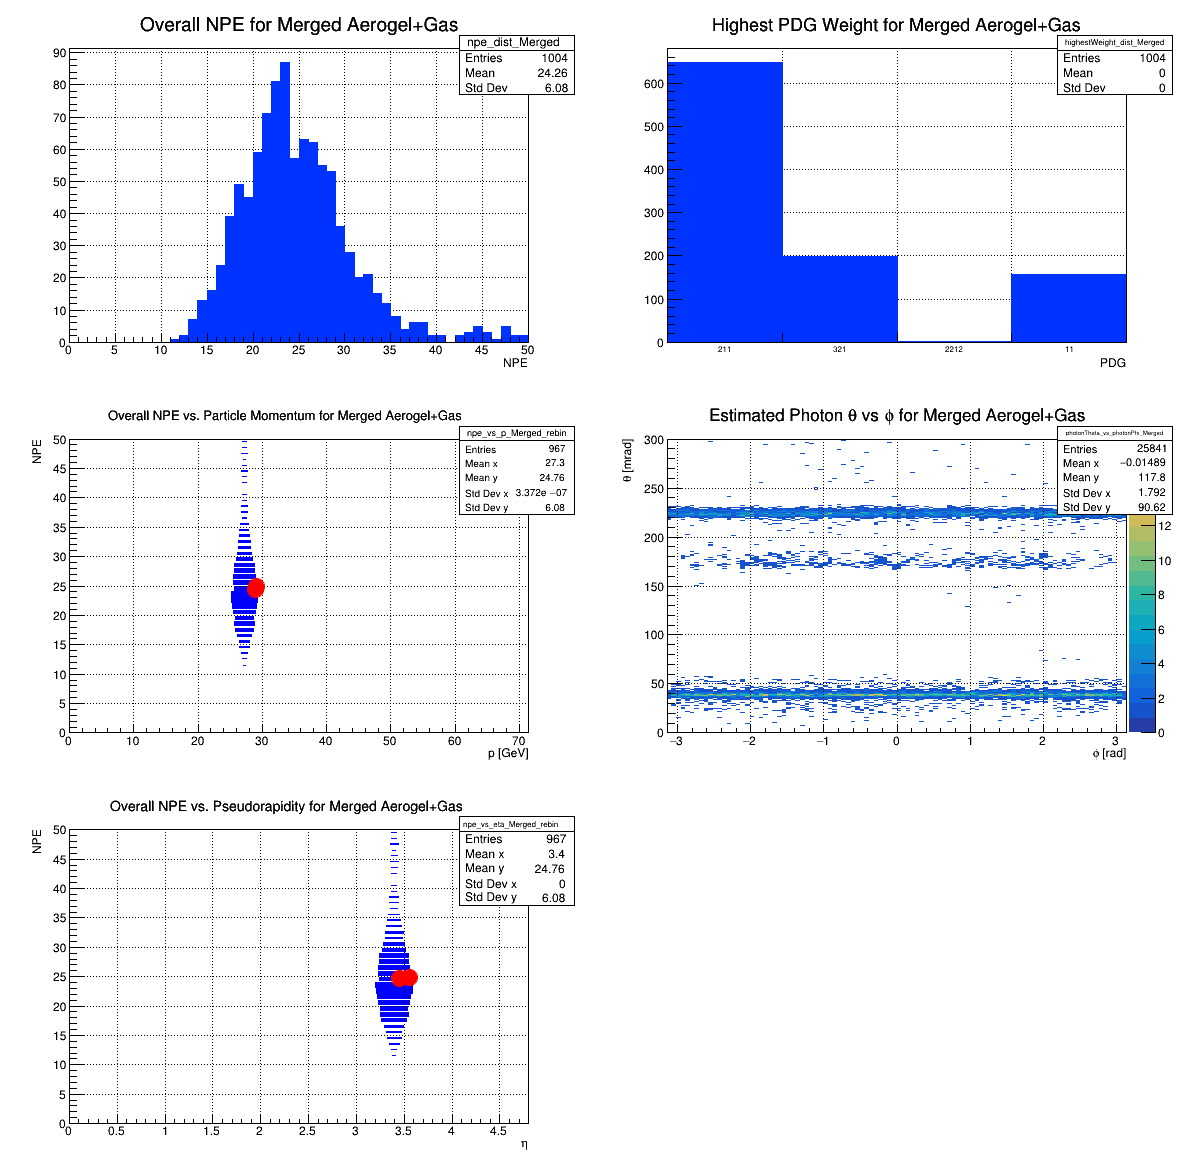 Overall NPE for Merged Aerogel+Gas
npe_dist_Merged
Entries 1004
Mean 24.26
Std Dev 6.08
90
80
70
60
50
40
30
20
10
0
0 5 10 15 20 25 30 35 40 45 50
NPE
Highest PDG Weight for Merged Aerogel+Gas
highestWeight_dist_Merged
Entries 1004
Mean 0
Std Dev 0
600
500
400
300
200
100
0
211 321 2212 11
PDG
Overall NPE vs. Particle Momentum for Merged Aerogel+Gas
npe_vs_p_Merged_rebin
Entries 967
Mean x 27.3
Mean y 24.76
Std Dev x 3.372e −07
Std Dev y 6.08
NPE
50
45
40
35
30
25
20
15
10
5
0
0 10 20 30 40 50 60 70
p [GeV]
Estimated Photon θ vs ϕ for Merged Aerogel+Gas
photonTheta_vs_photonPhi_Merged
Entries 25841
Mean x −0.01489
Mean y 117.8
Std Dev x 1.792
Std Dev y 90.62
θ [mrad]
300
250
200
150
100
50
0
−3 −2 −1 0 1 2 3
ϕ [rad]
12
10
8
6
4
2
0
Overall NPE vs. Pseudorapidity for Merged Aerogel+Gas
npe_vs_eta_Merged_rebin
Entries 967
Mean x 3.4
Mean y 24.76
Std Dev x 0
Std Dev y 6.08
NPE
50
45
40
35
30
25
20
15
10
5
0
0 0.5 1 1.5 2 2.5 3 3.5 4 4.5
η